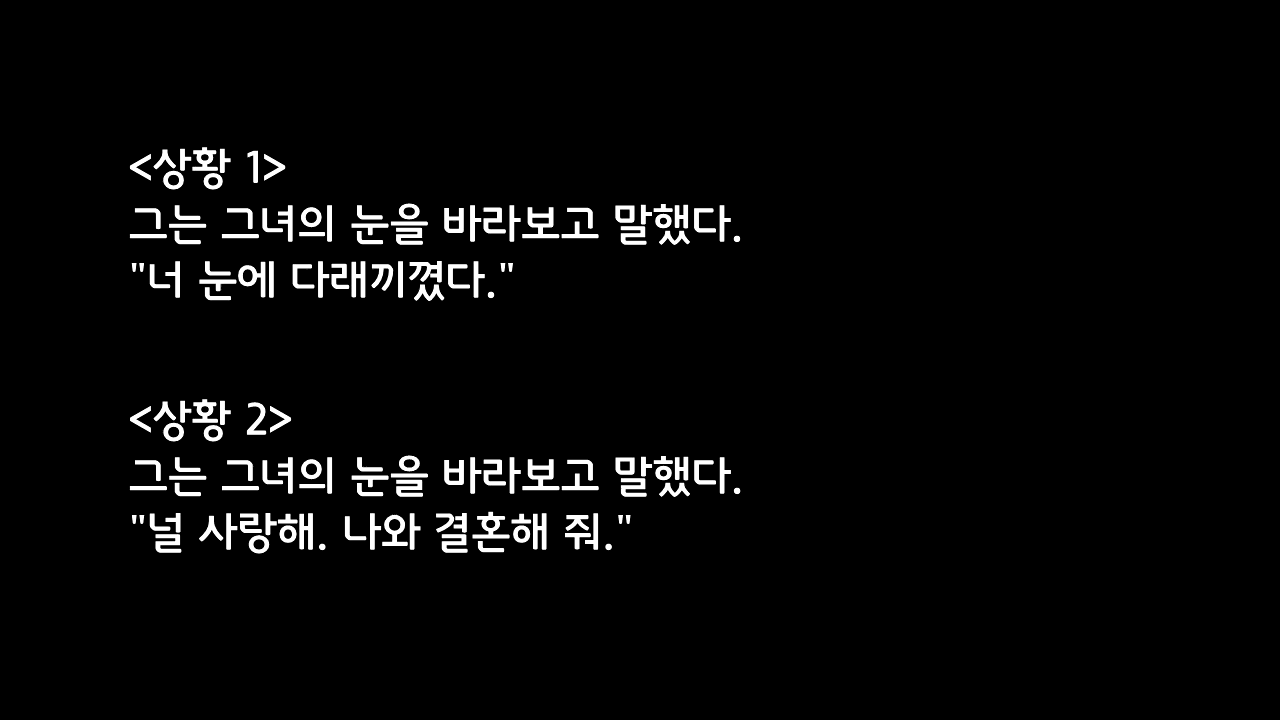 <상황 1>
그는 그녀의 눈을 바라보고 말했다.
"너 눈에 다래끼꼈다."
<상황 2>
그는 그녀의 눈을 바라보고 말했다.
"널 사랑해. 나와 결혼해 줘."